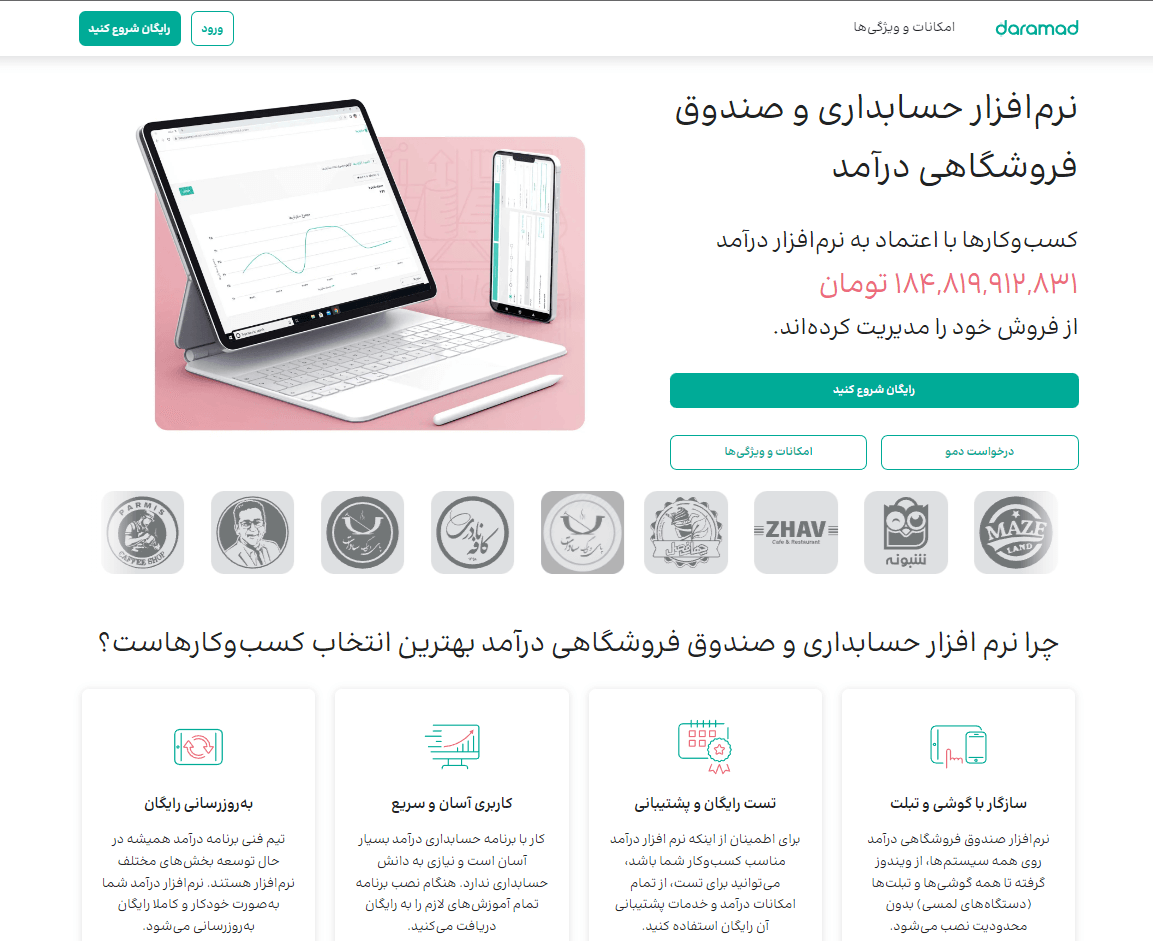 daramad
امکانات و ویژگی‌ها
ورود
رایگان شروع کنید
نرم‌افزار حسابداری و صندوق
فروشگاهی درآمد
کسب‌وکارها با اعتماد به نرم‌افزار درآمد
۱۸۴,۸۱۹,۹۱۲,۸۳۱ تومان
از فروش خود را مدیریت کرده‌اند.
رایگان شروع کنید
درخواست دمو
امکانات و ویژگی‌ها
MAZE
LAND
شبونه
ZHAV
Cafe & Restaurant
کافه نادری
PARMIS
CAFFEE SHOP
چرا نرم افزار حسابداری و صندوق فروشگاهی درآمد بهترین انتخاب کسب‌وکارهاست؟
سازگار با گوشی و تبلت
نرم‌افزار صندوق فروشگاهی درآمد
روی همه سیستم‌ها، از ویندوز
گرفته تا همه گوشی‌ها و تبلت‌ها
(دستگاه‌های لمسی) بدون
محدودیت نصب می‌شود.
تست رایگان و پشتیبانی
برای اطمینان از اینکه نرم افزار درآمد
مناسب کسب‌وکار شما باشد،
می‌توانید برای تست، از تمام
امکانات درآمد و خدمات پشتیبانی
آن رایگان استفاده کنید.
کاربری آسان و سریع
کار با برنامه حسابداری درآمد بسیار
آسان است و نیازی به دانش
حسابداری ندارد. هنگام نصب برنامه
تمام آموزش‌های لازم را به رایگان
دریافت می‌کنید.
به‌روزرسانی رایگان
تیم فنی برنامه درآمد همیشه در
حال توسعه بخش‌های مختلف
نرم‌افزار هستند. نرم‌افزار درآمد شما
به‌صورت خودکار و کاملا رایگان
به‌روزرسانی می‌شود.